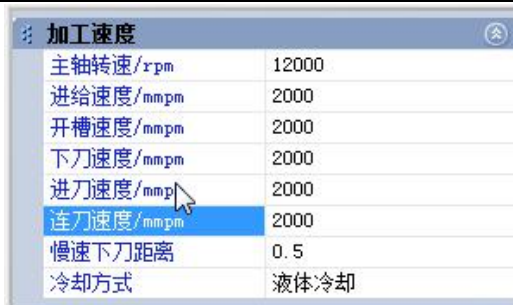 加工速度
主轴转速/rpm 12000
进给速度/mmpm 2000
开槽速度/mmpm 2000
下刀速度/mmpm 2000
进刀速度/mmp 2000
连刀速度/mmpm 2000
慢速下刀距离 0.5
冷却方式 液体冷却